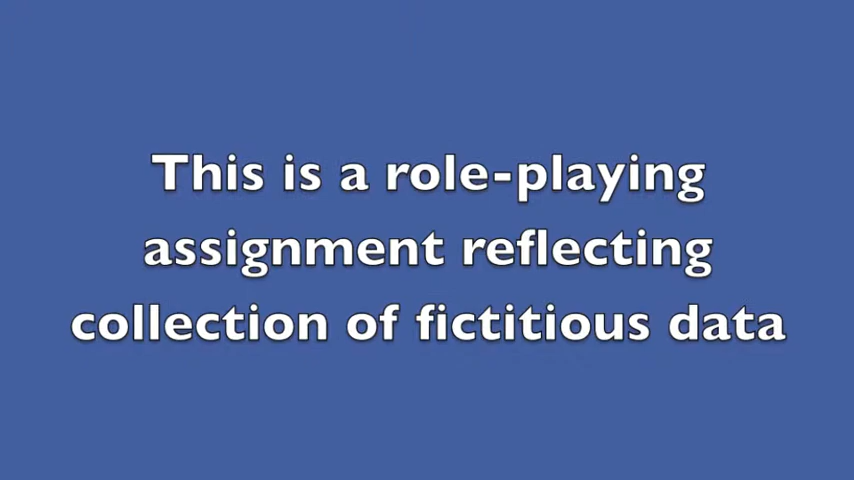 This is a role-playing
assignment reflecting
collection of fictitious data